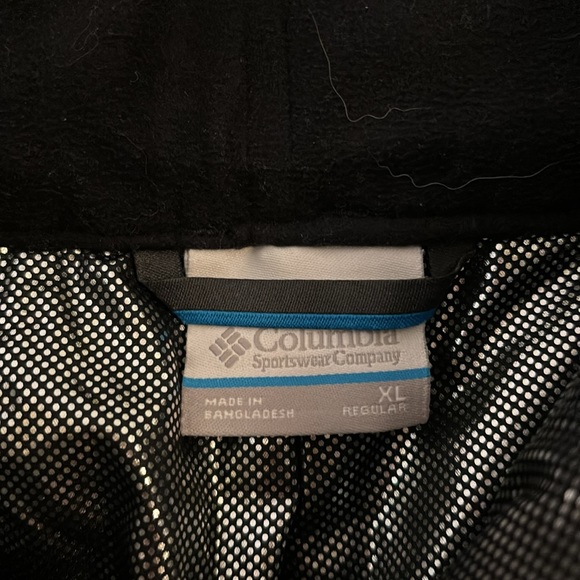 Columbia
Sportswear Company
XL
MADE IN
BANGLADESH
REGULAR